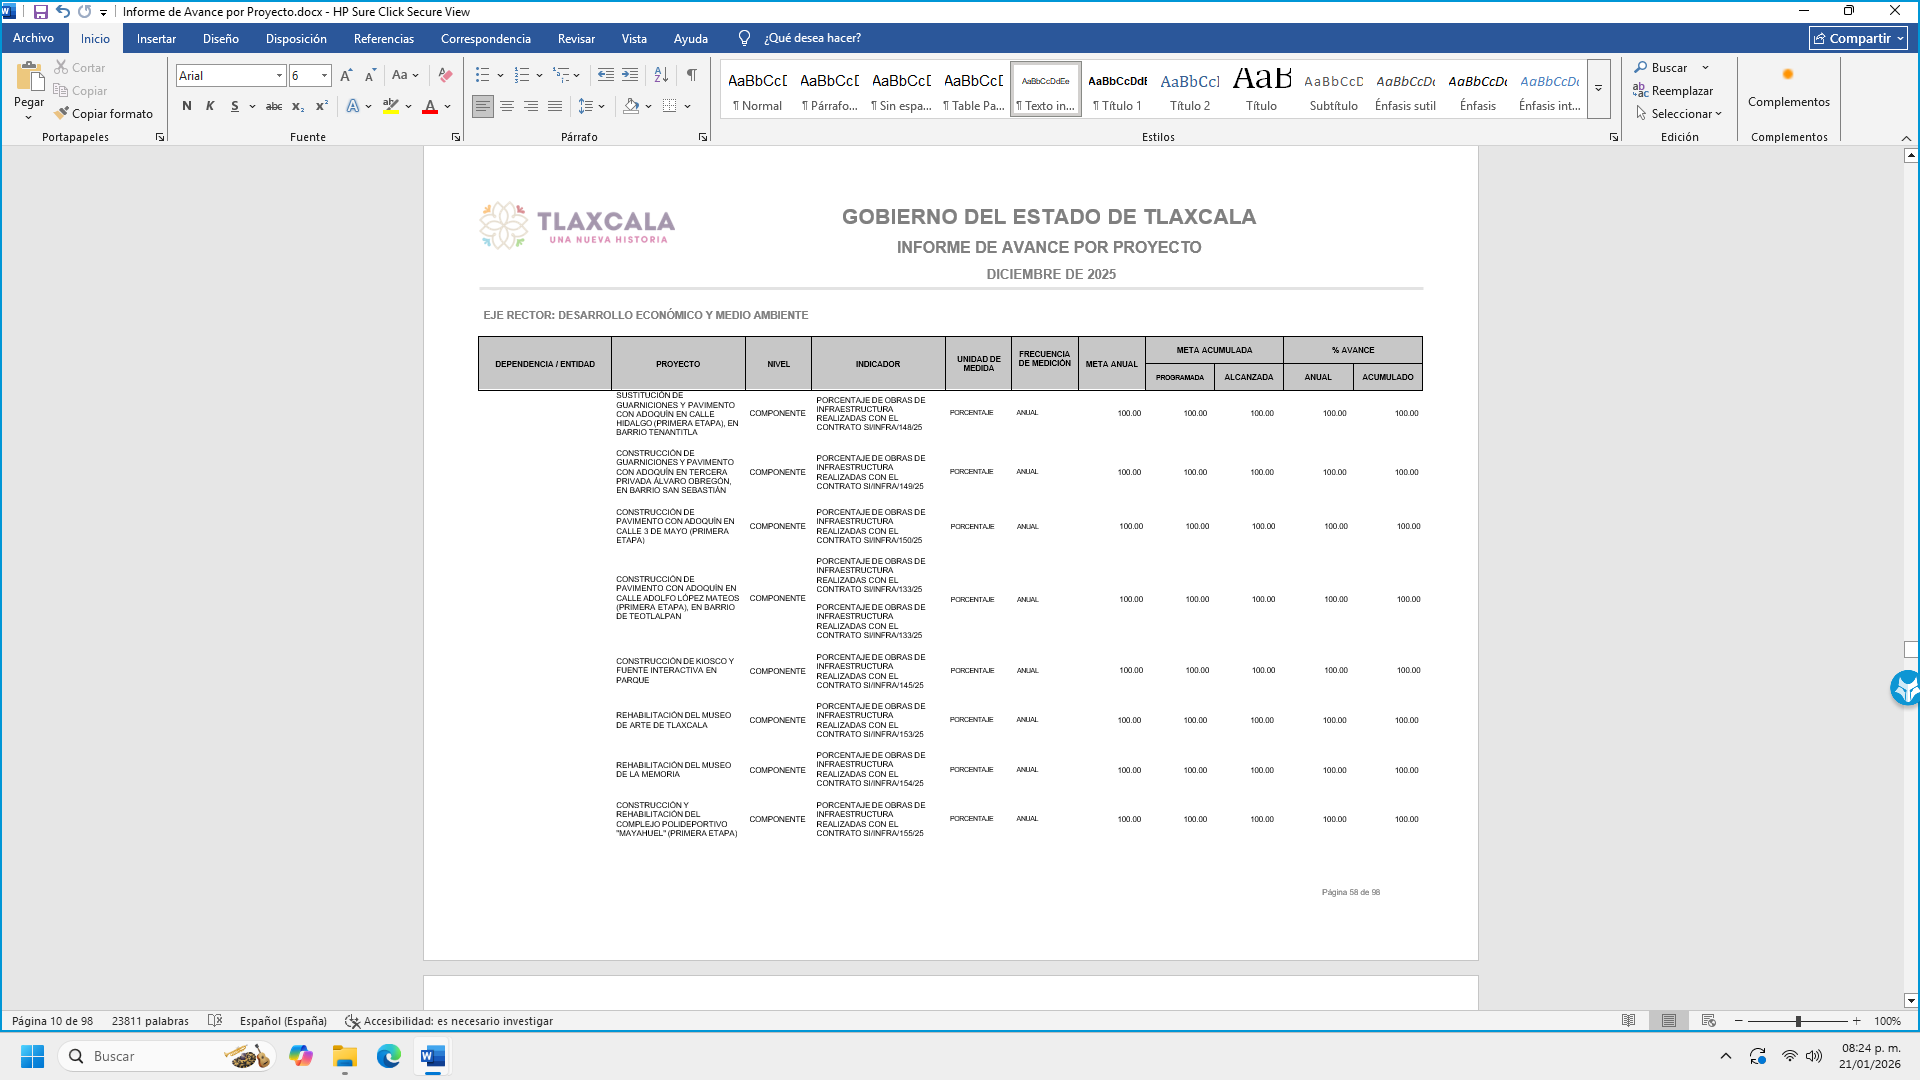 Informe de Avance por Proyecto.docx - HP Sure Click Secure View
Archivo Inicio Insertar Diseño Disposición Referencias Correspondencia Revisar Vista Ayuda ¿Qué desea hacer? Compartir
Pegar
Cortar
Copiar
Copiar formato
Portapapeles
Arial 6
Fuente
Párrafo
AaBbCcDdEe
¶ Normal ¶ Párrafo... ¶ Sin espa... ¶ Table Pa... ¶ Texto in... ¶ Título 1 Título 2 Título Subtítulo Énfasis sutil Énfasis Énfasis int...
Estilos
Buscar
Reemplazar
Seleccionar
Edición
Complementos
Complementos
TLAXCALA
UNA NUEVA HISTORIA
GOBIERNO DEL ESTADO DE TLAXCALA
INFORME DE AVANCE POR PROYECTO
DICIEMBRE DE 2025
EJE RECTOR: DESARROLLO ECONÓMICO Y MEDIO AMBIENTE
DEPENDENCIA / ENTIDAD PROYECTO NIVEL INDICADOR UNIDAD DE MEDIDA FRECUENCIA DE MEDICIÓN META ANUAL META ACUMULADA % AVANCE
PROGRAMADA ALCANZADA ANUAL ACUMULADO
SUSTITUCIÓN DE
GUARNICIONES Y PAVIMENTO
CON ADOQUÍN EN CALLE
HIDALGO (PRIMERA ETAPA), EN
BARRIO TENANTITLA
COMPONENTE
PORCENTAJE DE OBRAS DE
INFRAESTRUCTURA
REALIZADAS CON EL
CONTRATO SI/INFRA/148/25
PORCENTAJE ANUAL 100.00 100.00 100.00 100.00 100.00
CONSTRUCCIÓN DE
GUARNICIONES Y PAVIMENTO
CON ADOQUÍN EN TERCERA
PRIVADA ÁLVARO OBREGÓN,
EN BARRIO SAN SEBASTIÁN
COMPONENTE
PORCENTAJE DE OBRAS DE
INFRAESTRUCTURA
REALIZADAS CON EL
CONTRATO SI/INFRA/149/25
PORCENTAJE ANUAL 100.00 100.00 100.00 100.00 100.00
CONSTRUCCIÓN DE
PAVIMENTO CON ADOQUÍN EN
CALLE 3 DE MAYO (PRIMERA
ETAPA)
COMPONENTE
PORCENTAJE DE OBRAS DE
INFRAESTRUCTURA
REALIZADAS CON EL
CONTRATO SI/INFRA/150/25
PORCENTAJE ANUAL 100.00 100.00 100.00 100.00 100.00
CONSTRUCCIÓN DE
PAVIMENTO CON ADOQUÍN EN
CALLE ADOLFO LÓPEZ MATEOS
(PRIMERA ETAPA), EN BARRIO
DE TEOTLALPAN
COMPONENTE
PORCENTAJE DE OBRAS DE
INFRAESTRUCTURA
REALIZADAS CON EL
CONTRATO SI/INFRA/133/25
PORCENTAJE DE OBRAS DE
INFRAESTRUCTURA
REALIZADAS CON EL
CONTRATO SI/INFRA/133/25
PORCENTAJE ANUAL 100.00 100.00 100.00 100.00 100.00
CONSTRUCCIÓN DE KIOSCO Y
FUENTE INTERACTIVA EN
PARQUE
COMPONENTE
PORCENTAJE DE OBRAS DE
INFRAESTRUCTURA
REALIZADAS CON EL
CONTRATO SI/INFRA/145/25
PORCENTAJE ANUAL 100.00 100.00 100.00 100.00 100.00
REHABILITACIÓN DEL MUSEO
DE ARTE DE TLAXCALA
COMPONENTE
PORCENTAJE DE OBRAS DE
INFRAESTRUCTURA
REALIZADAS CON EL
CONTRATO SI/INFRA/153/25
PORCENTAJE ANUAL 100.00 100.00 100.00 100.00 100.00
REHABILITACIÓN DEL MUSEO
DE LA MEMORIA
COMPONENTE
PORCENTAJE DE OBRAS DE
INFRAESTRUCTURA
REALIZADAS CON EL
CONTRATO SI/INFRA/154/25
PORCENTAJE ANUAL 100.00 100.00 100.00 100.00 100.00
CONSTRUCCIÓN Y
REHABILITACIÓN DEL
COMPLEJO POLIDEPORTIVO
"MAYAHUEL" (PRIMERA ETAPA)
COMPONENTE
PORCENTAJE DE OBRAS DE
INFRAESTRUCTURA
REALIZADAS CON EL
CONTRATO SI/INFRA/155/25
PORCENTAJE ANUAL 100.00 100.00 100.00 100.00 100.00
Página 58 de 98
Página 10 de 98 23811 palabras Español (España) Accesibilidad: es necesario investigar 100%
Buscar
08:24 p. m.
21/01/2026